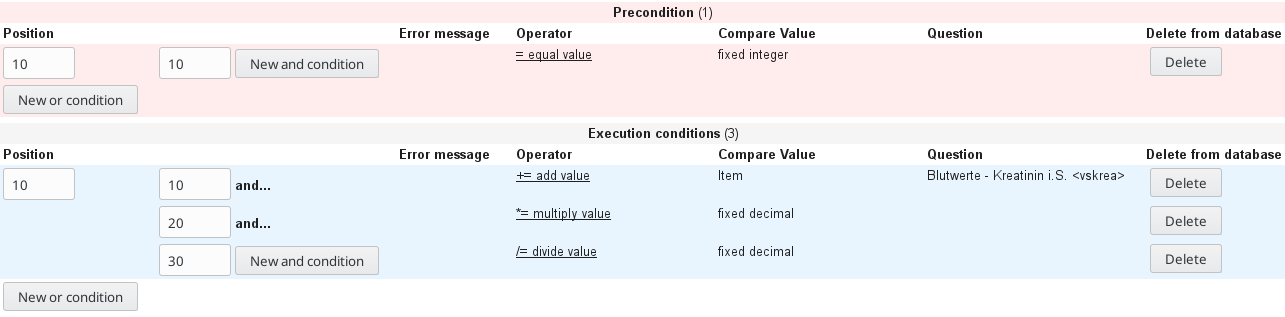 Precondition (1)
Position Error message Operator Compare Value Question Delete from database
10 10 New and condition = equal value fixed integer Delete
New or condition
Execution conditions (3)
Position Error message Operator Compare Value Question Delete from database
10 10 and... += add value Item Blutwerte - Kreatinin i.S. <vskrea> Delete
20 and... *= multiply value fixed decimal Delete
30 New and condition /= divide value fixed decimal Delete
New or condition